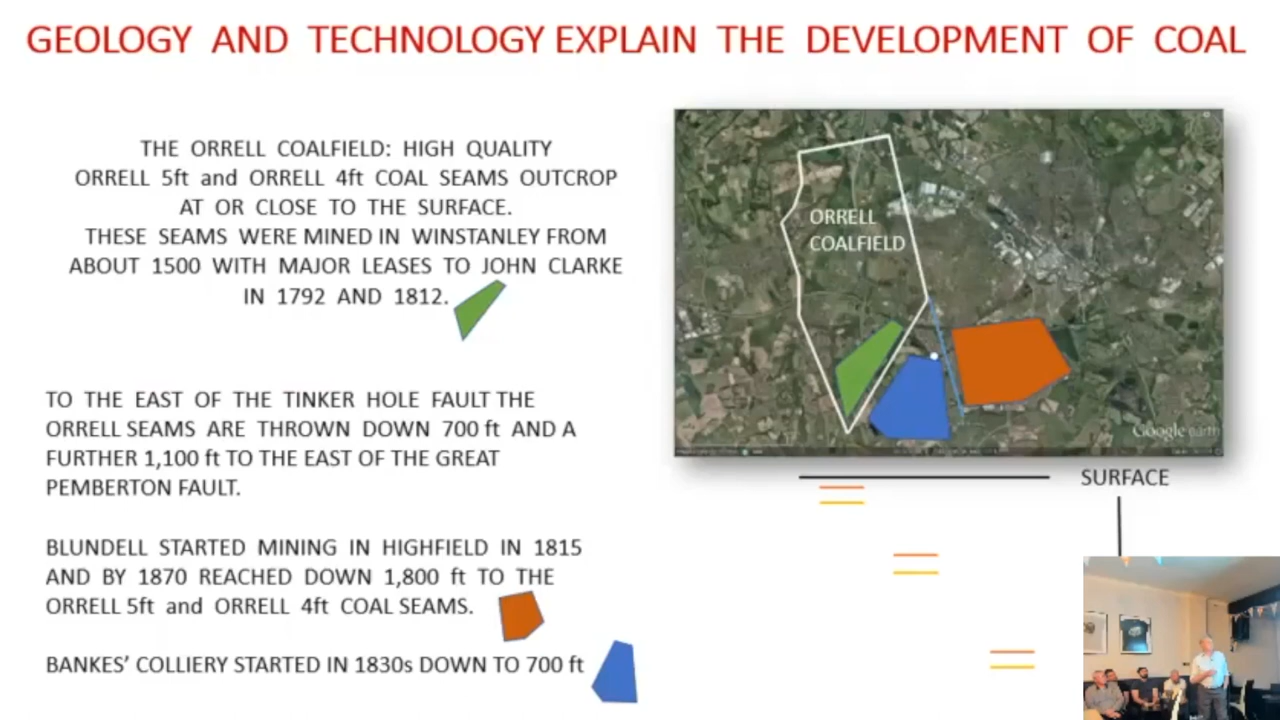 GEOLOGY AND TECHNOLOGY EXPLAIN THE DEVELOPMENT OF COAL
THE ORRELL COALFIELD: HIGH QUALITY
ORRELL 5ft and ORRELL 4ft COAL SEAMS OUTCROP
AT OR CLOSE TO THE SURFACE.
THESE SEAMS WERE MINED IN WINSTANLEY FROM
ABOUT 1500 WITH MAJOR LEASES TO JOHN CLARKE
IN 1792 AND 1812.
TO THE EAST OF THE TINKER HOLE FAULT THE
ORRELL SEAMS ARE THROWN DOWN 700 ft AND A
FURTHER 1,100 ft TO THE EAST OF THE GREAT
PEMBERTON FAULT.
BLUNDELL STARTED MINING IN HIGHFIELD IN 1815
AND BY 1870 REACHED DOWN 1,800 ft TO THE
ORRELL 5ft and ORRELL 4ft COAL SEAMS.
BANKES' COLLIERY STARTED IN 1830s DOWN TO 700 ft
ORRELL
COALFIELD
Google earth
SURFACE